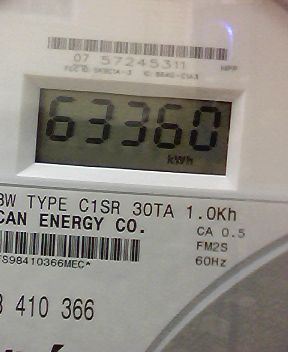 07 57245311
63360
kWh
TYPE C1SR 30TA 1.0Kh
CAN ENERGY CO.
CA 0.5
FM2S
60Hz
410 366